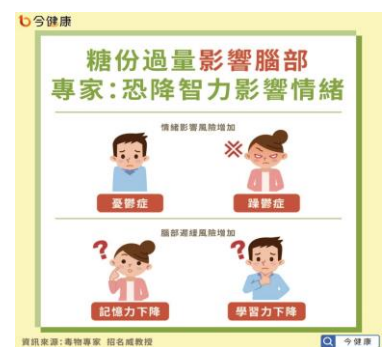 今健康
糖份過量影響腦部
專家:恐降智力影響情緒
情緒影響風險增加
憂鬱症
躁鬱症
腦部遲緩風險增加
?
?
記憶力下降
學習力下降
資訊來源:毒物專家 招名威教授
今健康